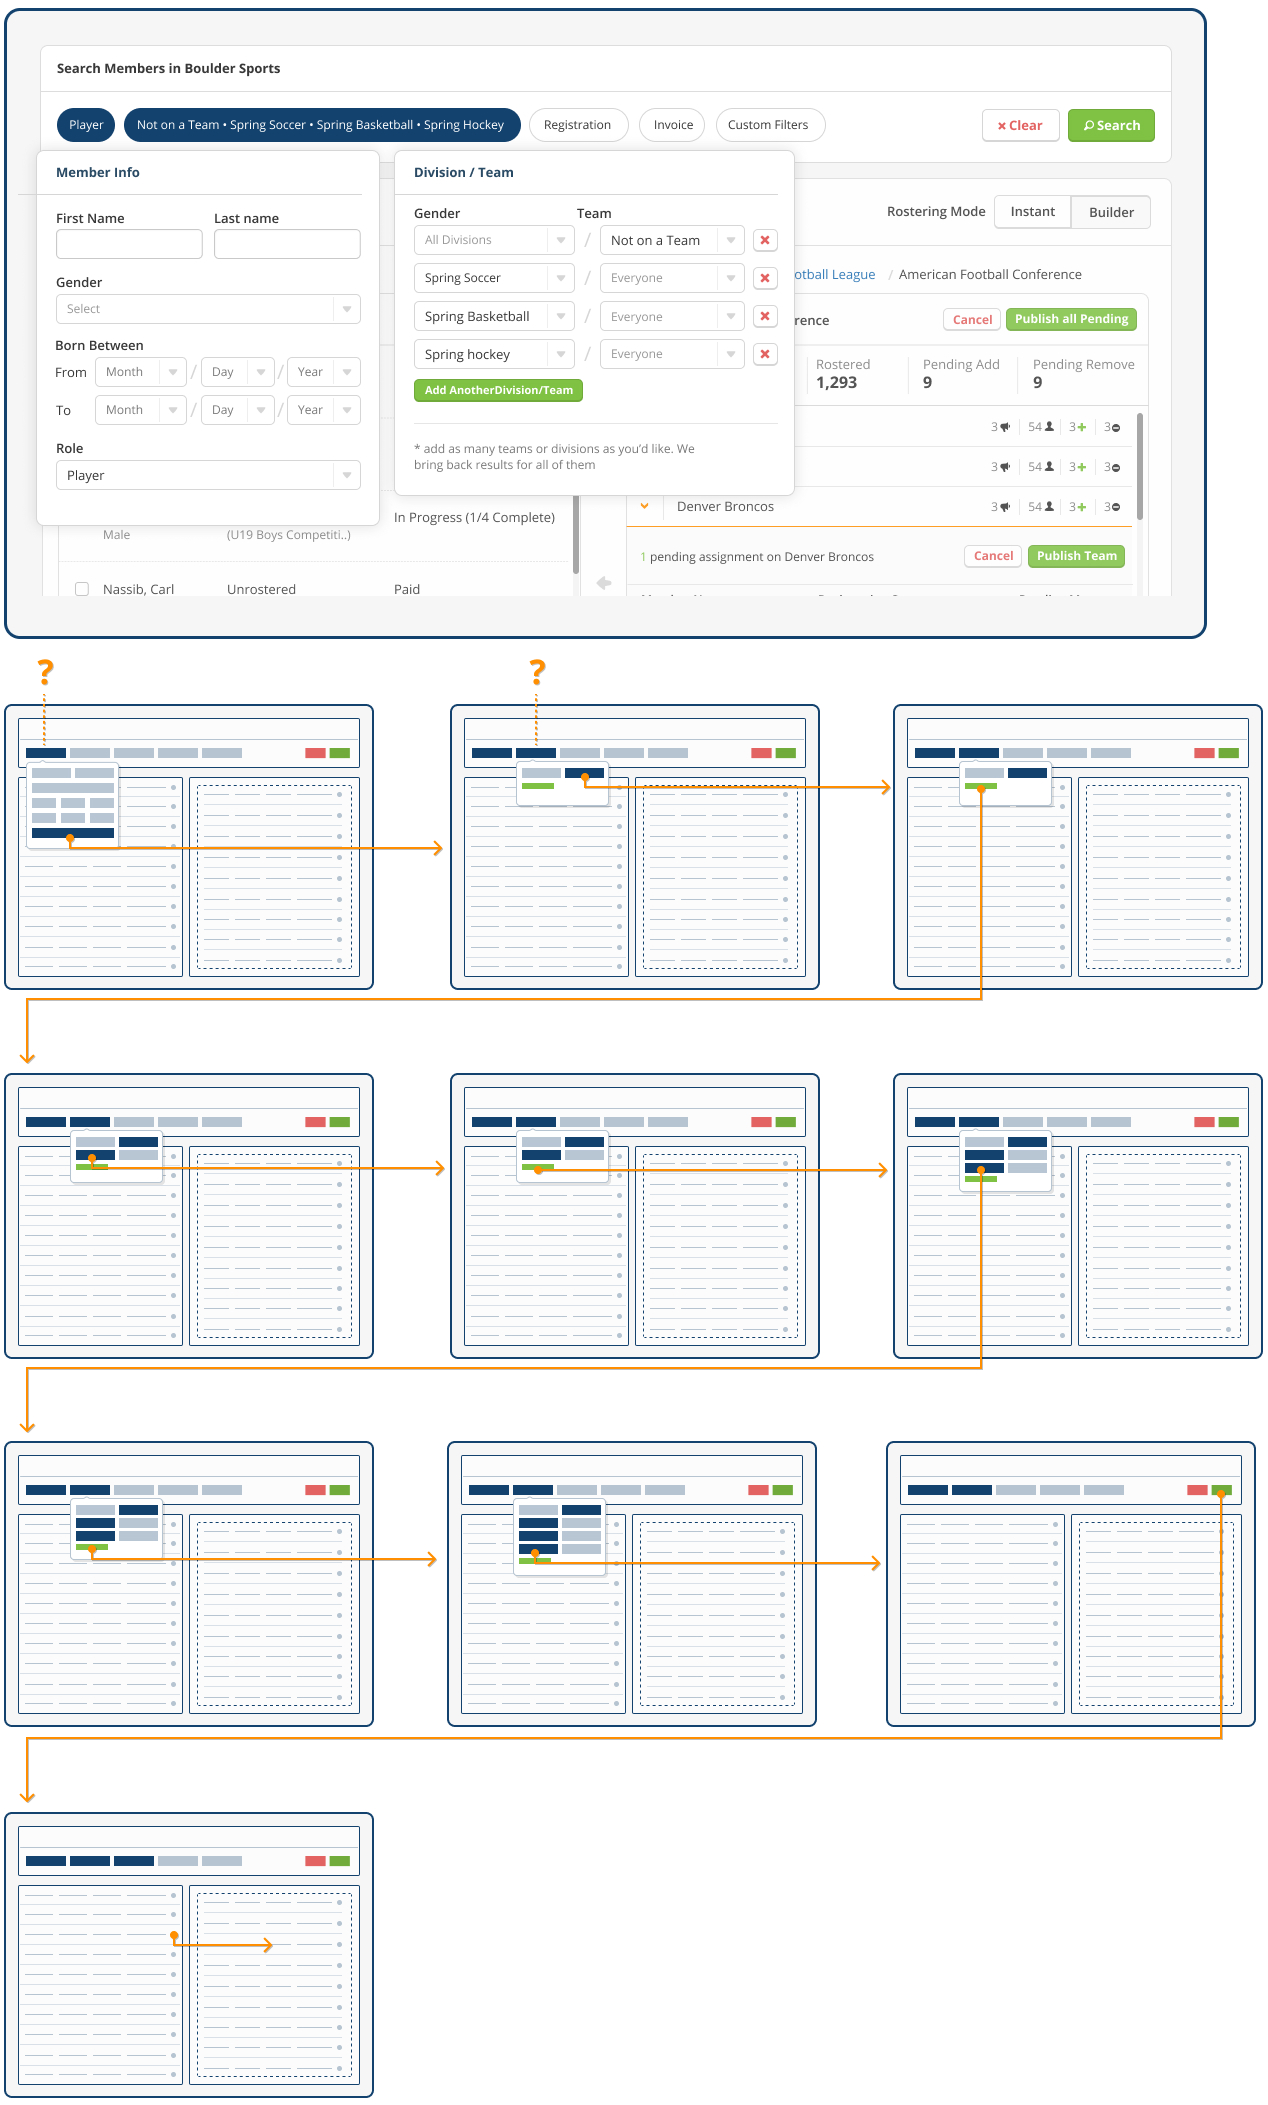 Search Members in Boulder Sports
Player
Not on a Team • Spring Soccer • Spring Basketball • Spring Hockey
Registration
Invoice
Custom Filters
Clear
Search
Member Info
First Name
Last name
Gender
Select
Born Between
From
Month
/
Day
/
Year
To
Month
/
Day
/
Year
Role
Player
Division / Team
Gender
Team
All Divisions
/
Not on a Team
Spring Soccer
/
Everyone
Spring Basketball
/
Everyone
Spring hockey
/
Everyone
Add AnotherDivision/Team
* add as many teams or divisions as you'd like. We
bring back results for all of them
Rostering Mode
Instant
Builder
otball League / American Football Conference
rence
Cancel
Publish all Pending
Rostered
1,293
Pending Add
9
Pending Remove
9
3 54 3 3
3 54 3 3
Denver Broncos
3 54 3 3
1 pending assignment on Denver Broncos
Cancel
Publish Team
In Progress (1/4 Complete)
Male
(U19 Boys Competiti..)
Nassib, Carl
Unrostered
Paid
?
?